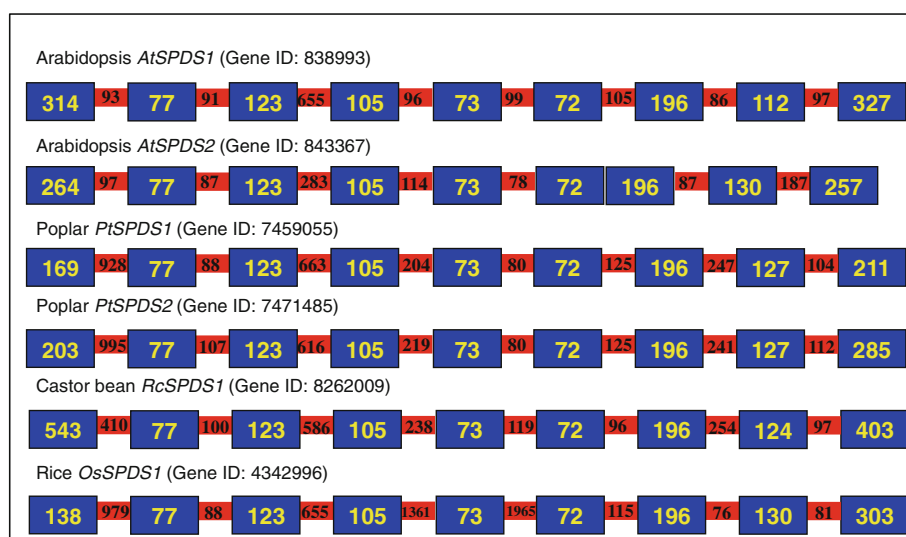 Arabidopsis AtSPDS1 (Gene ID: 838993)
314 93 77 91 123 655 105 96 73 99 72 105 196 86 112 97 327
Arabidopsis AtSPDS2 (Gene ID: 843367)
264 97 77 87 123 283 105 114 73 78 72 196 87 130 187 257
Poplar PtSPDS1 (Gene ID: 7459055)
169 928 77 88 123 663 105 204 73 80 72 125 196 247 127 104 211
Poplar PtSPDS2 (Gene ID: 7471485)
203 995 77 107 123 616 105 219 73 80 72 125 196 241 127 112 285
Castor bean RcSPDS1 (Gene ID: 8262009)
543 410 77 100 123 586 105 238 73 119 72 96 196 254 124 97 403
Rice OsSPDS1 (Gene ID: 4342996)
138 979 77 88 123 655 105 1361 73 1965 72 115 196 76 130 81 303